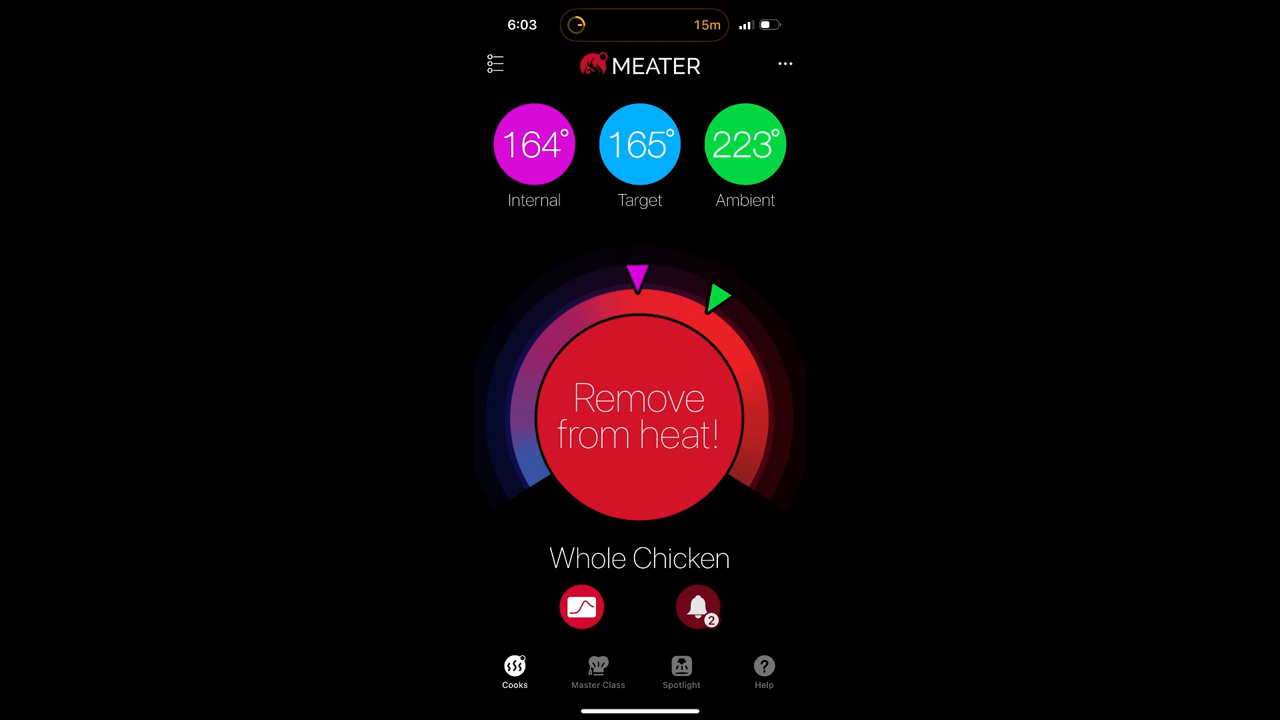 6:03
15m
MEATER
164° 165° 223°
Internal Target Ambient
Remove
from heat!
Whole Chicken
2
Cooks Master Class Spotlight ? Help